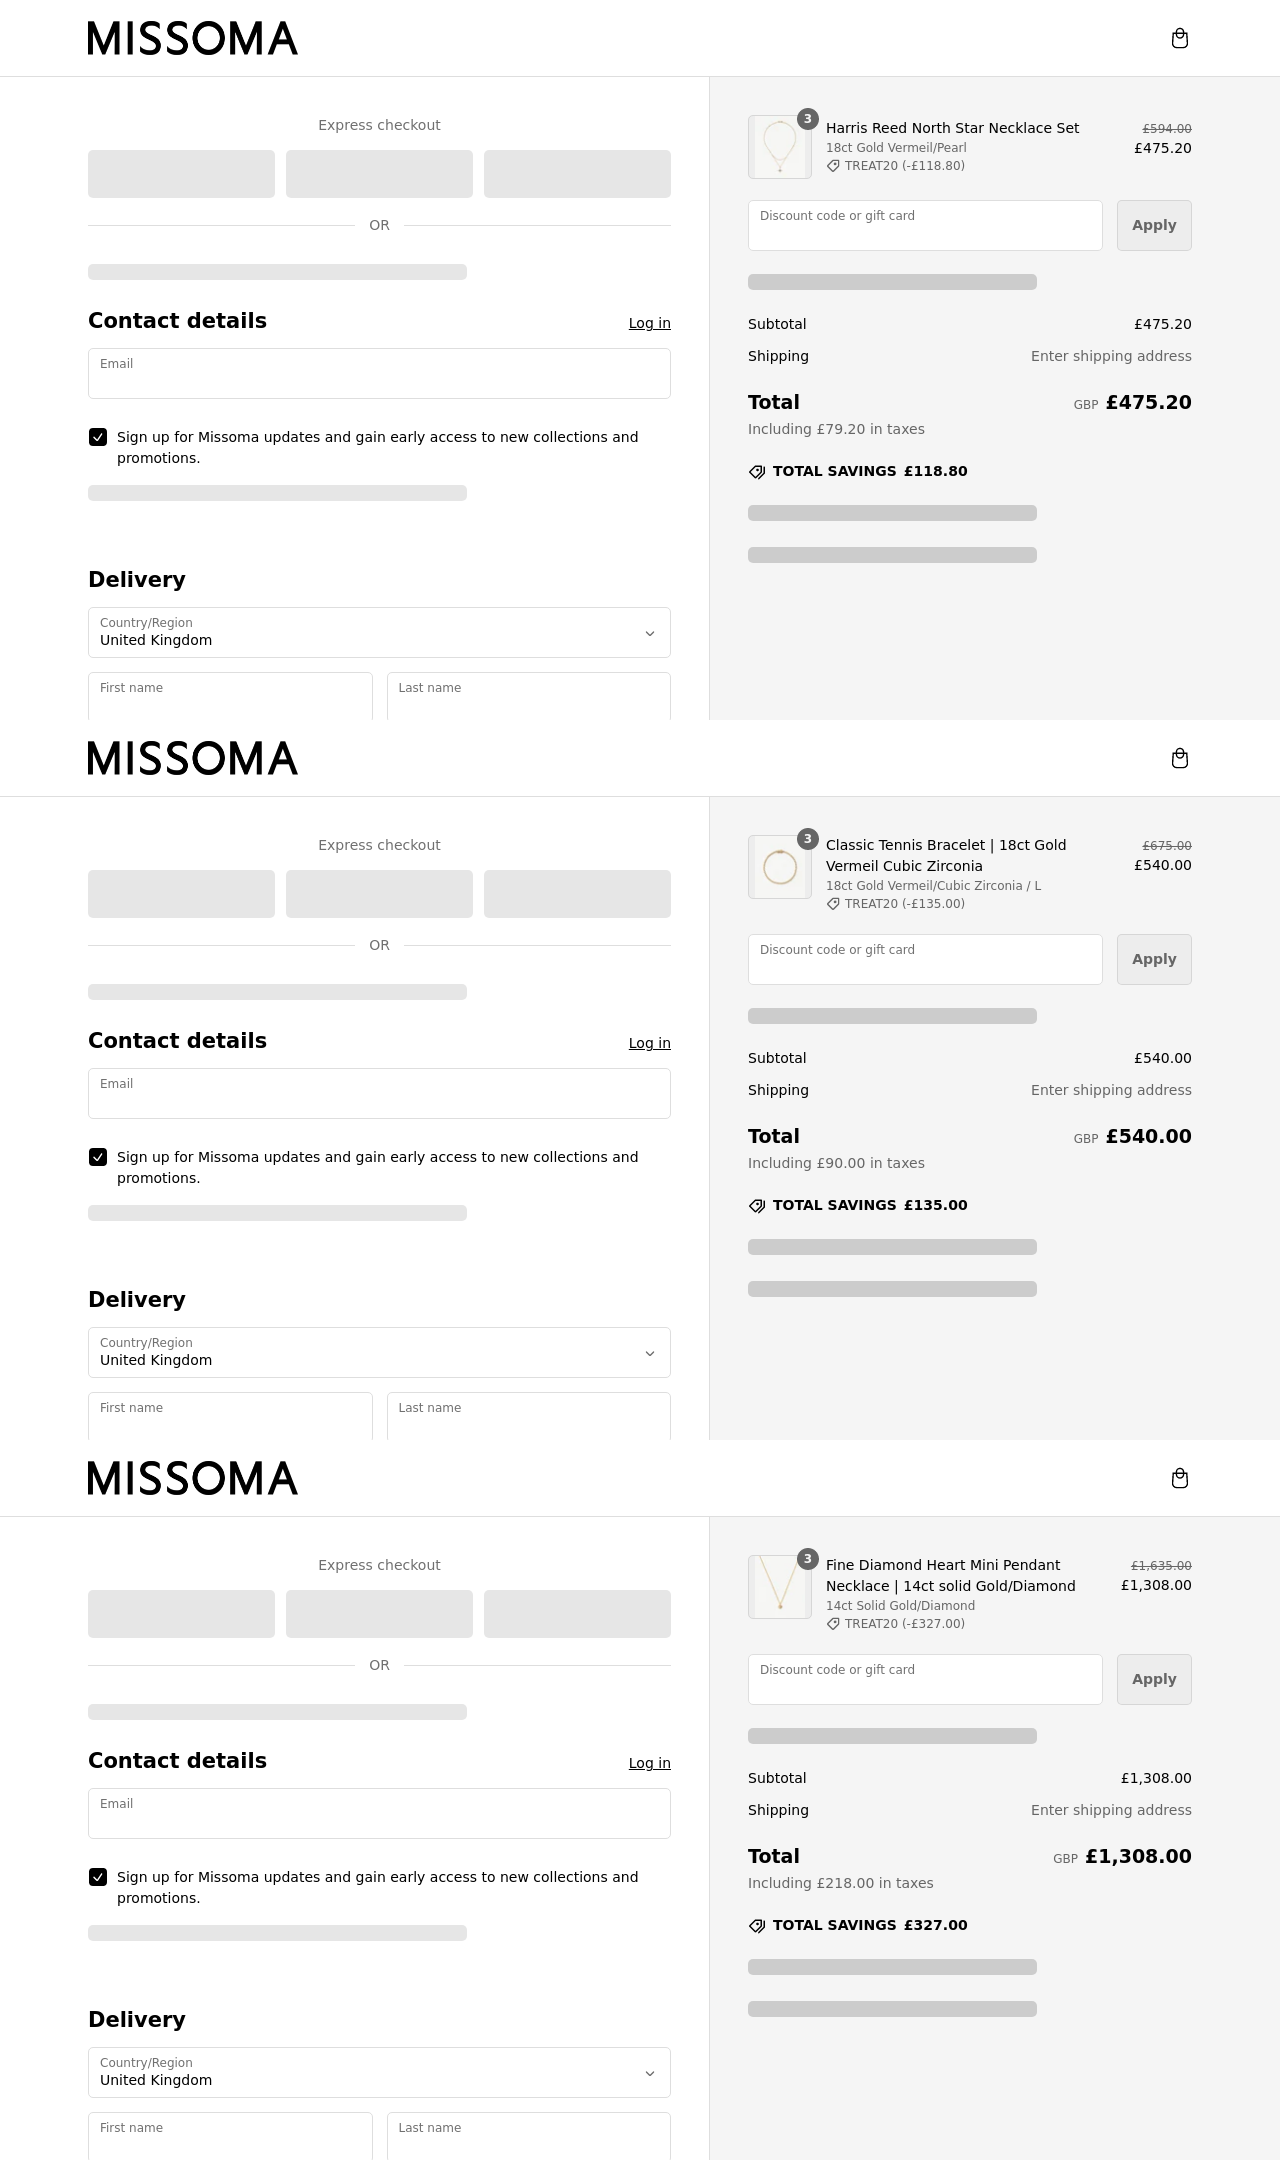 MISSOMA
Express checkout
OR
Contact details
Log in
Email
Sign up for Missoma updates and gain early access to new collections and
promotions.
Delivery
Country/Region
United Kingdom
First name
Last name
3
Harris Reed North Star Necklace Set
£594.00
18ct Gold Vermeil/Pearl
£475.20
TREAT20 (-£118.80)
Discount code or gift card
Apply
Subtotal
£475.20
Shipping
Enter shipping address
Total
GBP £475.20
Including £79.20 in taxes
TOTAL SAVINGS £118.80
MISSOMA
Express checkout
OR
Contact details
Log in
Email
Sign up for Missoma updates and gain early access to new collections and
promotions.
Delivery
Country/Region
United Kingdom
First name
Last name
3
Classic Tennis Bracelet | 18ct Gold
Vermeil Cubic Zirconia
£675.00
£540.00
18ct Gold Vermeil/Cubic Zirconia / L
TREAT20 (-£135.00)
Discount code or gift card
Apply
Subtotal
£540.00
Shipping
Enter shipping address
Total
GBP £540.00
Including £90.00 in taxes
TOTAL SAVINGS £135.00
MISSOMA
Express checkout
OR
Contact details
Log in
Email
Sign up for Missoma updates and gain early access to new collections and
promotions.
Delivery
Country/Region
United Kingdom
First name
Last name
3
Fine Diamond Heart Mini Pendant
Necklace | 14ct solid Gold/Diamond
£1,635.00
£1,308.00
14ct Solid Gold/Diamond
TREAT20 (-£327.00)
Discount code or gift card
Apply
Subtotal
£1,308.00
Shipping
Enter shipping address
Total
GBP £1,308.00
Including £218.00 in taxes
TOTAL SAVINGS £327.00